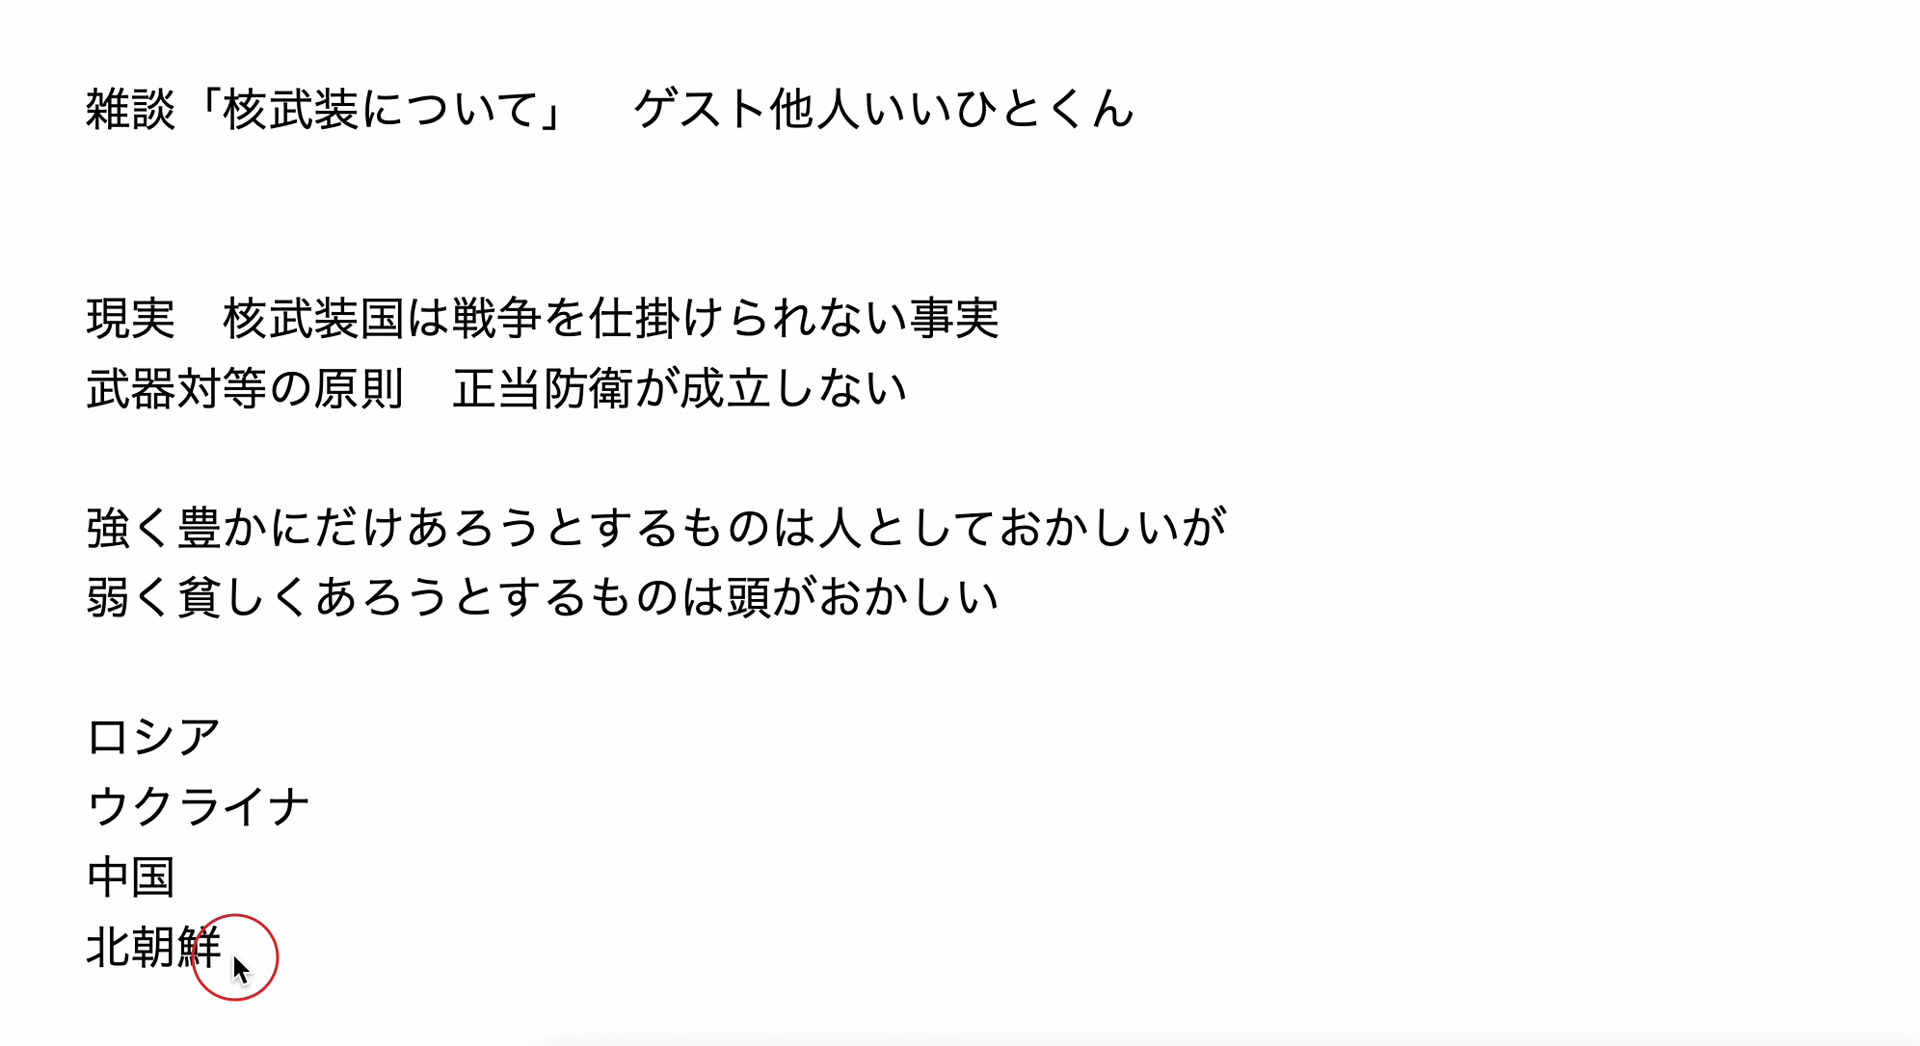 雑談「核武装について」　ゲスト他人いいひとくん
現実　核武装国は戦争を仕掛けられない事実
武器対等の原則　正当防衛が成立しない
強く豊かにだけあろうとするものは人としておかしいが
弱く貧しくあろうとするものは頭がおかしい
ロシア
ウクライナ
中国
北朝鮮